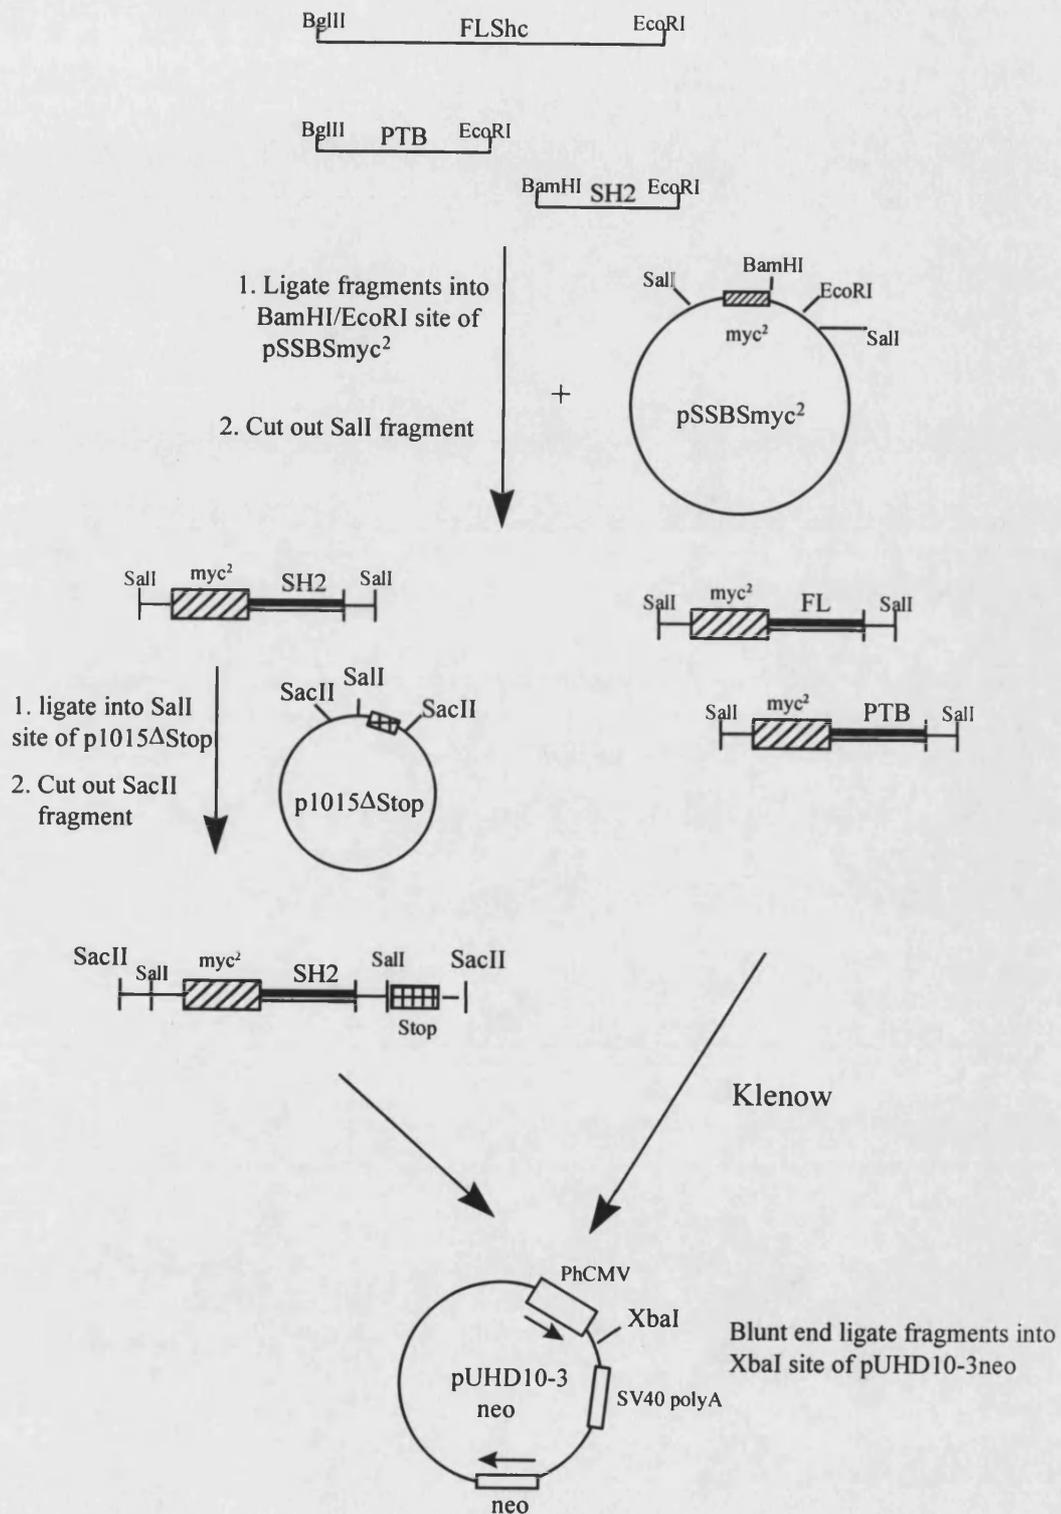 BglII FLShc EcoRI
BglII PTB EcoRI
BamHI SH2 EcoRI
1. Ligate fragments into
BamHI/EcoRI site of
pSSBSmyc²
2. Cut out SalI fragment
+
SalI BamHI EcoRI
myc² SalI
pSSBSmyc²
SalI myc² SH2 SalI
SalI myc² FL SalI
SalI myc² PTB SalI
1. ligate into SalI
site of p1015ΔStop
2. Cut out SacII
fragment
SacII SalI SacII
p1015ΔStop
SacII SalI myc² SH2 SalI SacII
Stop
Klenow
PhCMV
XbaI
pUHD10-3
neo
SV40 polyA
neo
Blunt end ligate fragments into
XbaI site of pUHD10-3neo